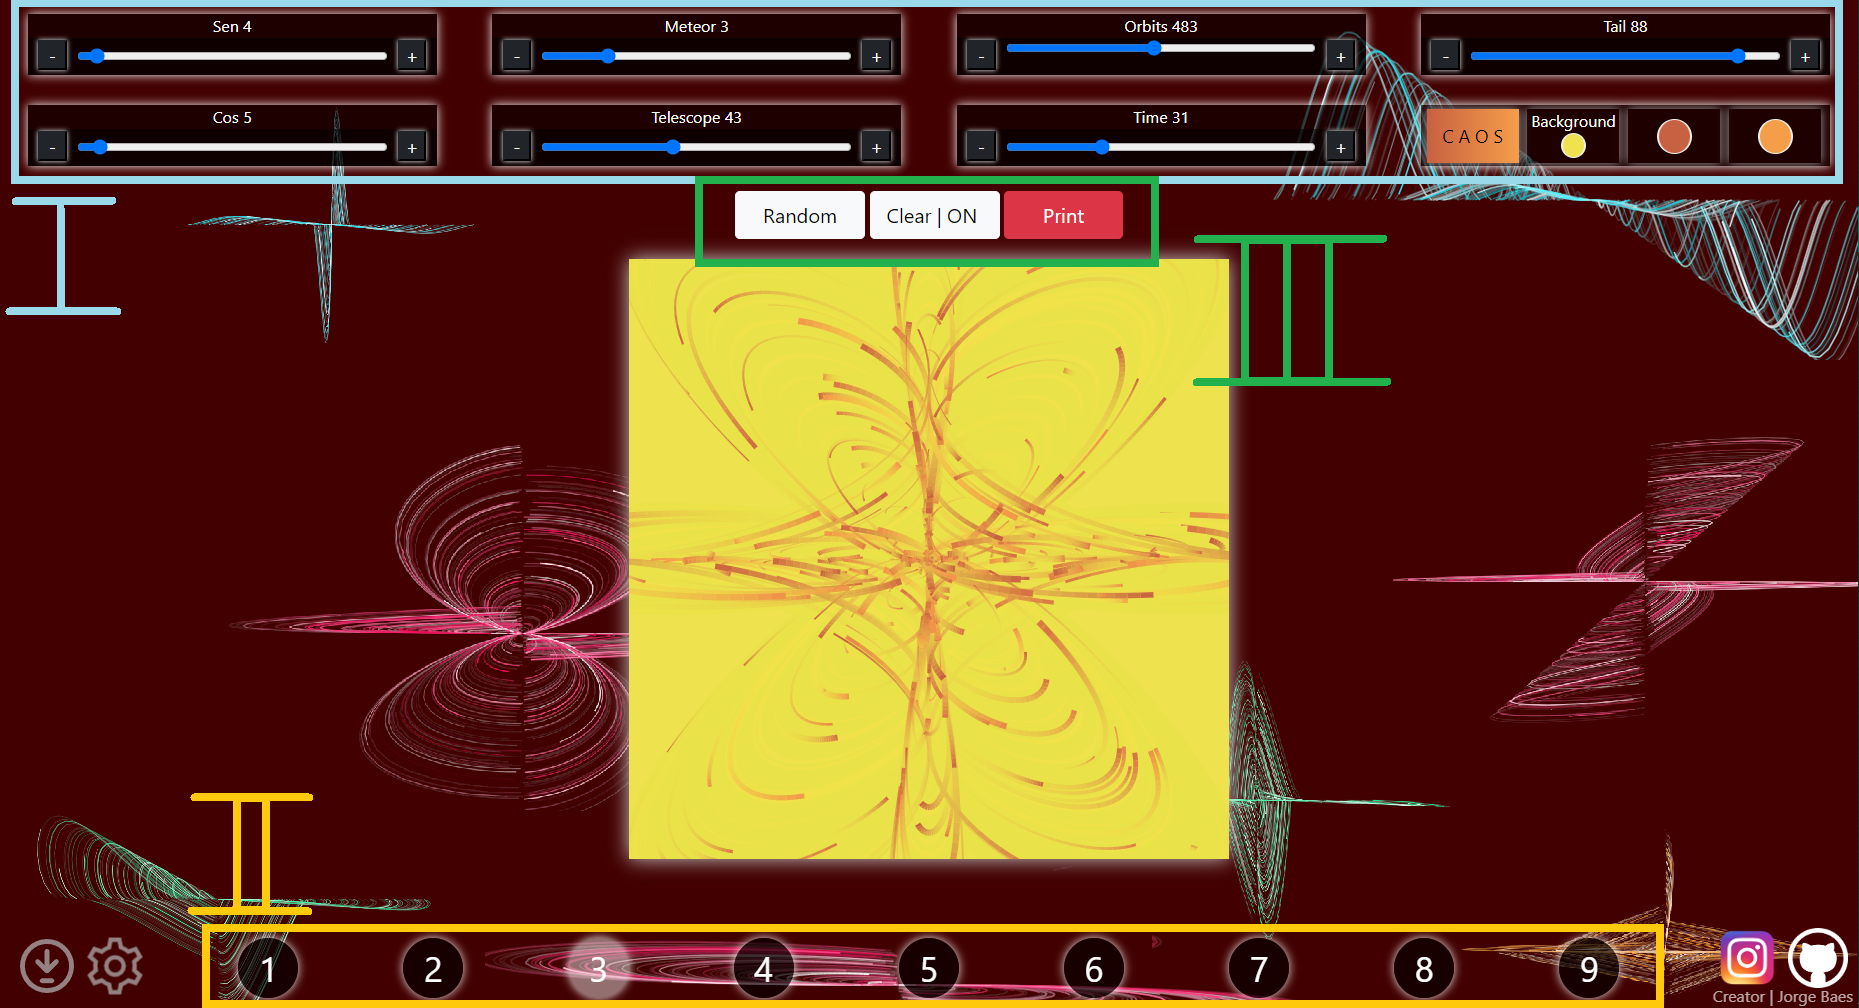 Sen 4
- +
Meteor 3
- +
Orbits 483
- +
Tail 88
- +
Cos 5
- +
Telescope 43
- +
Time 31
- +
C A O S
Background
Random
Clear | ON
Print
I
III
II
1 2 3 4 5 6 7 8 9
Creator | Jorge Baes